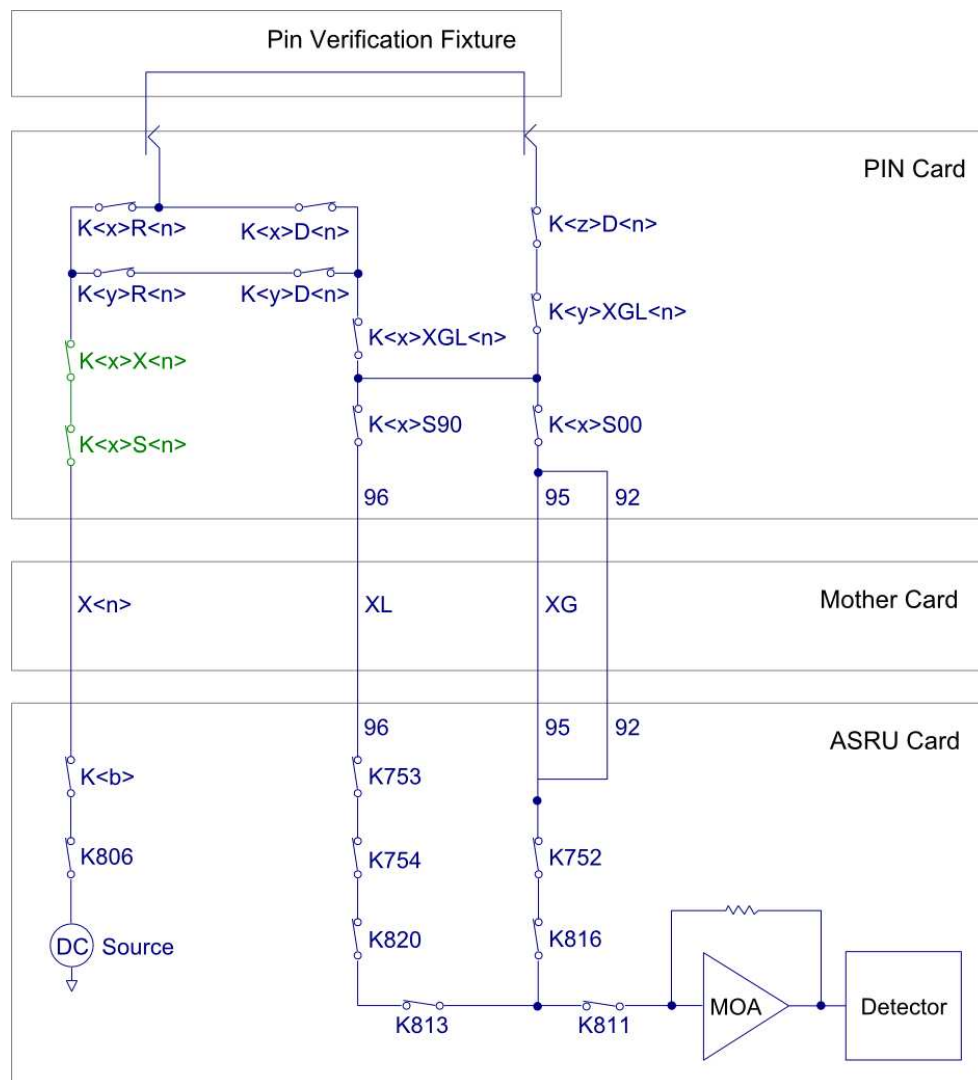 Pin Verification Fixture
PIN Card
K<x>R<n>
K<x>D<n>
K<z>D<n>
K<y>R<n>
K<y>D<n>
K<y>XGL<n>
K<x>XGL<n>
K<x>X<n>
K<x>S90
K<x>S00
K<x>S<n>
96
95
92
X<n>
XL
XG
Mother Card
96
95
92
ASRU Card
K<b>
K753
K806
K754
K752
DC Source
K820
K816
MOA
Detector
K813
K811